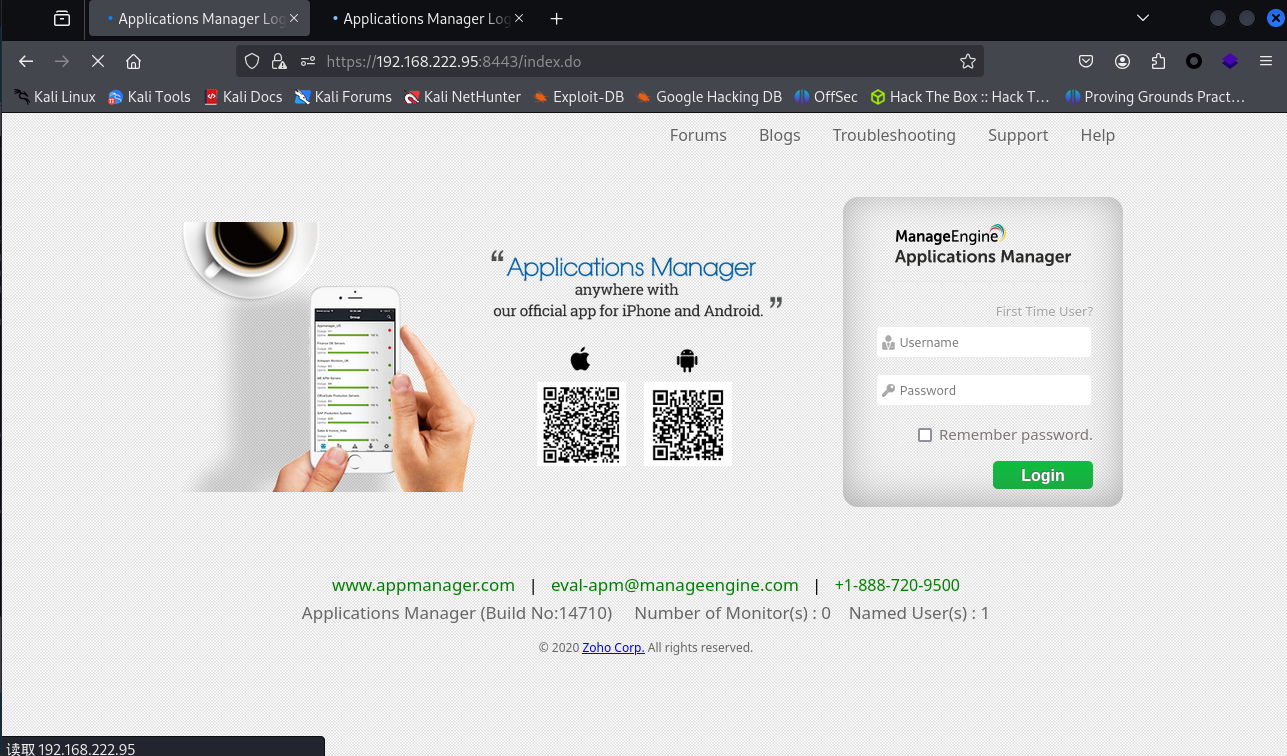 Applications Manager Log
Applications Manager Log
https://192.168.222.95:8443/index.do
Kali Linux Kali Tools Kali Docs Kali Forums Kali NetHunter Exploit-DB Google Hacking DB OffSec Hack The Box :: Hack T… Proving Grounds Pract…
Forums Blogs Troubleshooting Support Help
ManageEngine
Applications Manager
“Applications Manager
anywhere with
our official app for iPhone and Android.”
First Time User?
Username
Password
Remember password.
Login
www.appmanager.com | eval-apm@manageengine.com | +1-888-720-9500
Applications Manager (Build No:14710) Number of Monitor(s) : 0 Named User(s) : 1
© 2020 Zoho Corp. All rights reserved.
读取 192.168.222.95